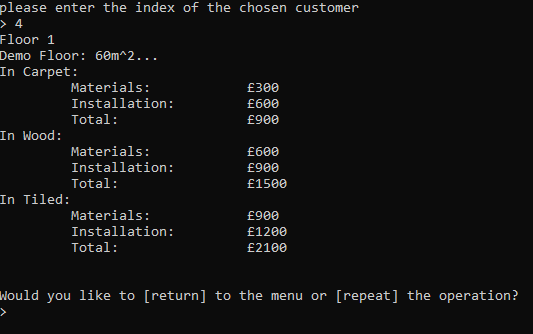 please enter the index of the chosen customer
> 4
Floor 1
Demo Floor: 60m^2...
In Carpet:
Materials: £300
Installation: £600
Total: £900
In Wood:
Materials: £600
Installation: £900
Total: £1500
In Tiled:
Materials: £900
Installation: £1200
Total: £2100
Would you like to [return] to the menu or [repeat] the operation?
>